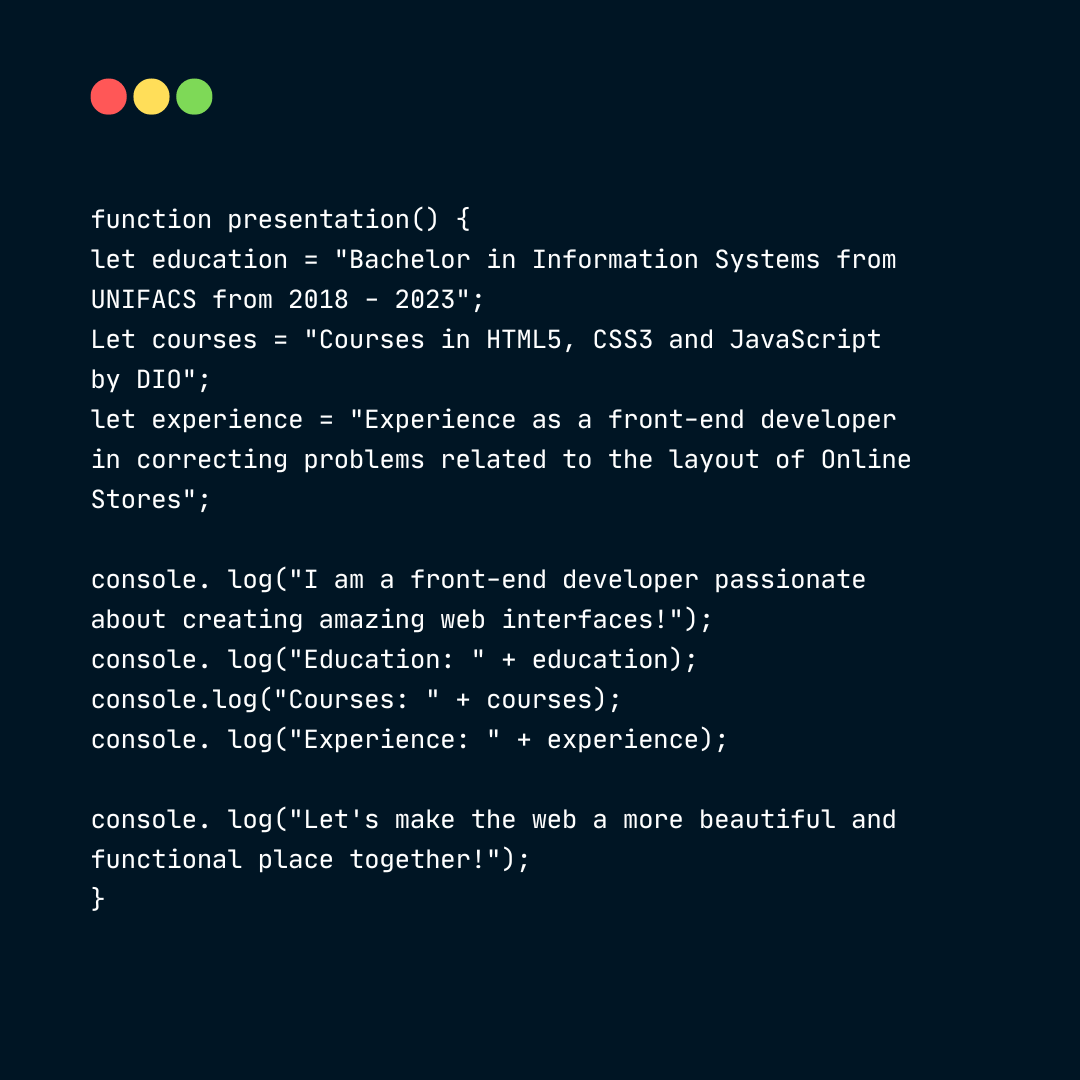 function presentation() {
let education = "Bachelor in Information Systems from
UNIFACS from 2018 - 2023";
Let courses = "Courses in HTML5, CSS3 and JavaScript
by DIO";
let experience = "Experience as a front-end developer
in correcting problems related to the layout of Online
Stores";
console. log("I am a front-end developer passionate
about creating amazing web interfaces!");
console. log("Education: " + education);
console.log("Courses: " + courses);
console. log("Experience: " + experience);
console. log("Let's make the web a more beautiful and
functional place together!");
}